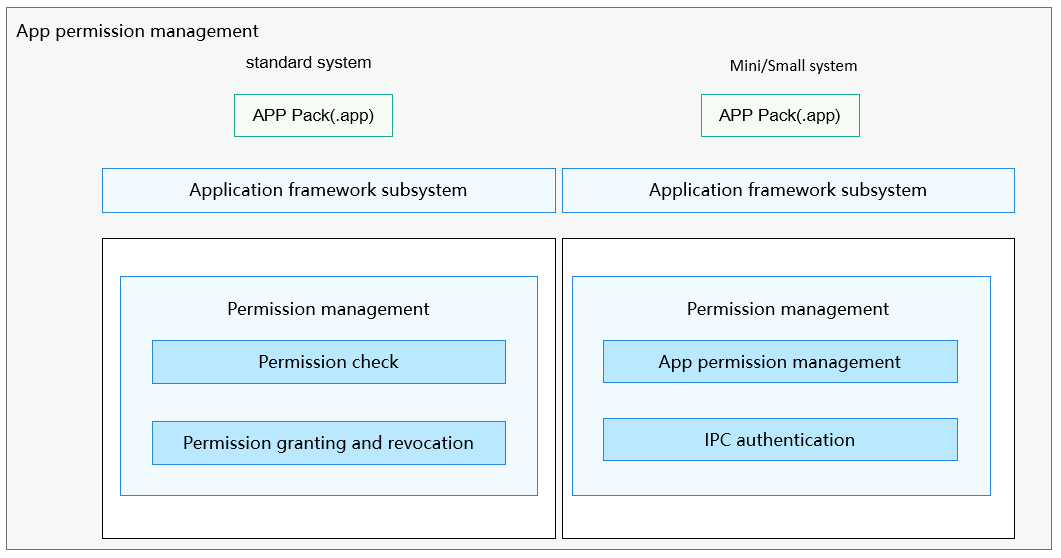 App permission management
standard system
Mini/Small system
APP Pack(.app)
APP Pack(.app)
Application framework subsystem
Application framework subsystem
Permission management
Permission check
Permission granting and revocation
Permission management
App permission management
IPC authentication